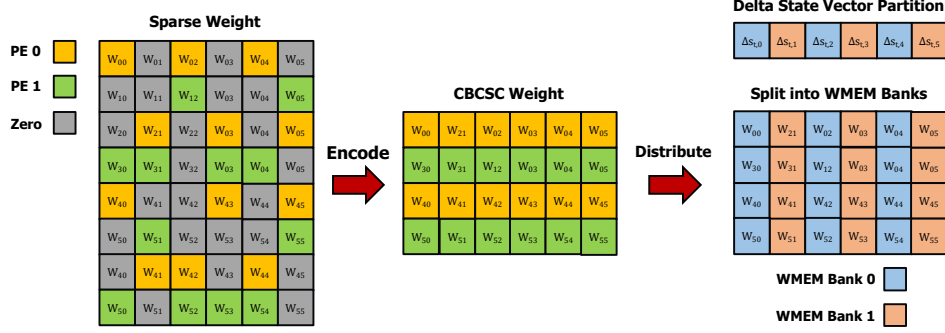 Sparse Weight
PE 0
PE 1
Zero
W₀₀ W₀₁ W₀₂ W₀₃ W₀₄ W₀₅
W₁₀ W₁₁ W₁₂ W₀₃ W₀₄ W₀₅
W₂₀ W₂₁ W₂₂ W₀₃ W₀₄ W₀₅
W₃₀ W₃₁ W₃₂ W₀₃ W₀₄ W₀₅
W₄₀ W₄₁ W₄₂ W₄₃ W₄₄ W₄₅
W₅₀ W₅₁ W₅₂ W₅₃ W₅₄ W₅₅
W₄₀ W₄₁ W₄₂ W₄₃ W₄₄ W₄₅
W₅₀ W₅₁ W₅₂ W₅₃ W₅₄ W₅₅
Encode
CBCSC Weight
W₀₀ W₂₁ W₀₂ W₀₃ W₀₄ W₀₅
W₃₀ W₃₁ W₁₂ W₀₃ W₀₄ W₀₅
W₄₀ W₄₁ W₄₂ W₄₃ W₄₄ W₄₅
W₅₀ W₅₁ W₅₂ W₅₃ W₅₄ W₅₅
Distribute
Delta State Vector Partition
Δsₜ,₀ Δsₜ,₁ Δsₜ,₂ Δsₜ,₃ Δsₜ,₄ Δsₜ,₅
Split into WMEM Banks
W₀₀ W₂₁ W₀₂ W₀₃ W₀₄ W₀₅
W₃₀ W₃₁ W₁₂ W₀₃ W₀₄ W₀₅
W₄₀ W₄₁ W₄₂ W₄₃ W₄₄ W₄₅
W₅₀ W₅₁ W₅₂ W₅₃ W₅₄ W₅₅
WMEM Bank 0
WMEM Bank 1